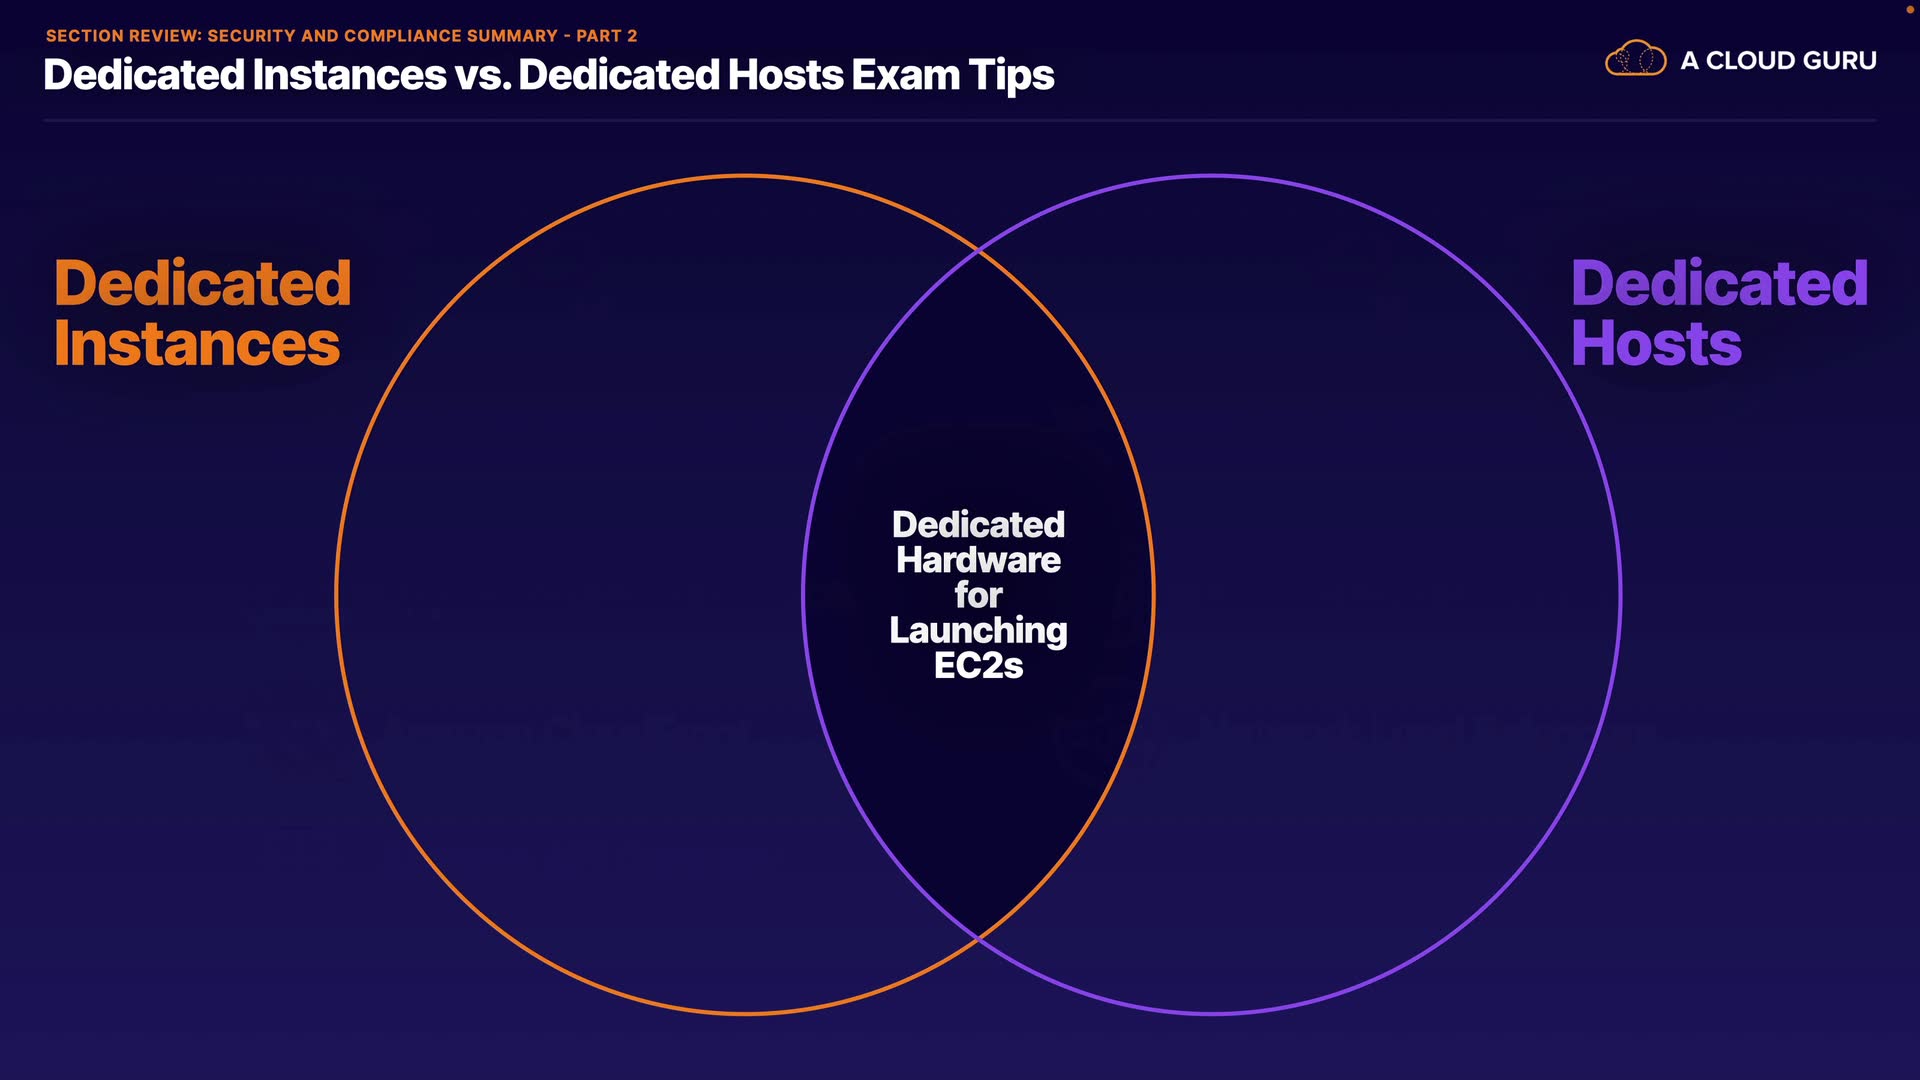 SECTION REVIEW: SECURITY AND COMPLIANCE SUMMARY - PART 2
Dedicated Instances vs. Dedicated Hosts Exam Tips
A CLOUD GURU
Dedicated
Instances
Dedicated
Hosts
Dedicated
Hardware
for
Launching
EC2s